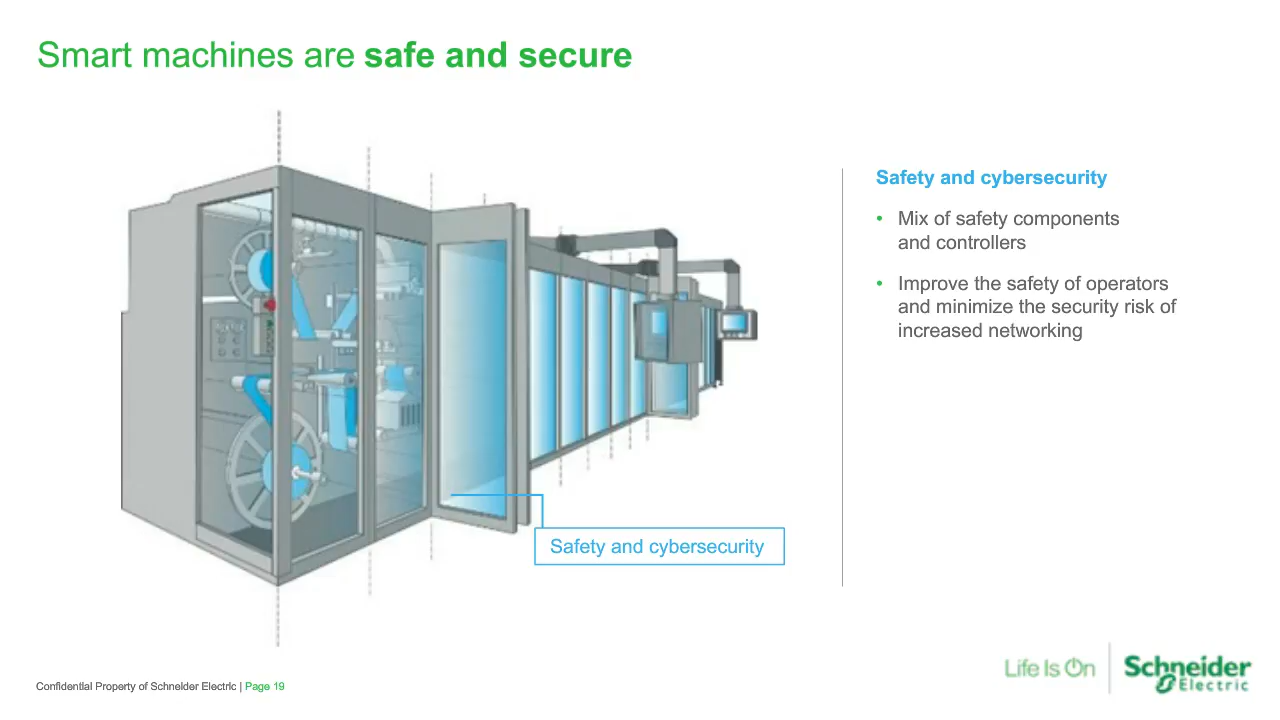 Smart machines are safe and secure
Safety and cybersecurity
• Mix of safety components
and controllers
• Improve the safety of operators
and minimize the security risk of
increased networking
Safety and cybersecurity
Confidential Property of Schneider Electric | Page 19
Life Is On
Schneider
Electric